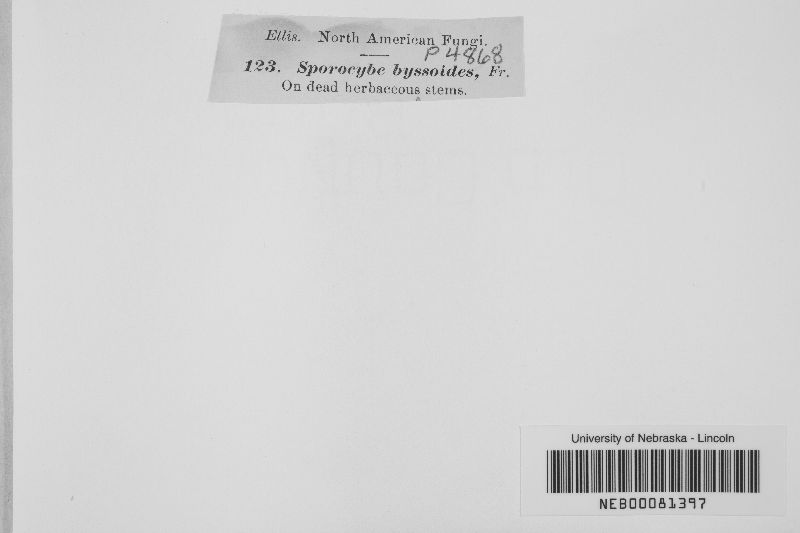 Ellis. North American Fungi.
P4868
123. Sporocybe byssoides, Fr.
On dead herbaceous stems.
University of Nebraska - Lincoln
NEB00081397